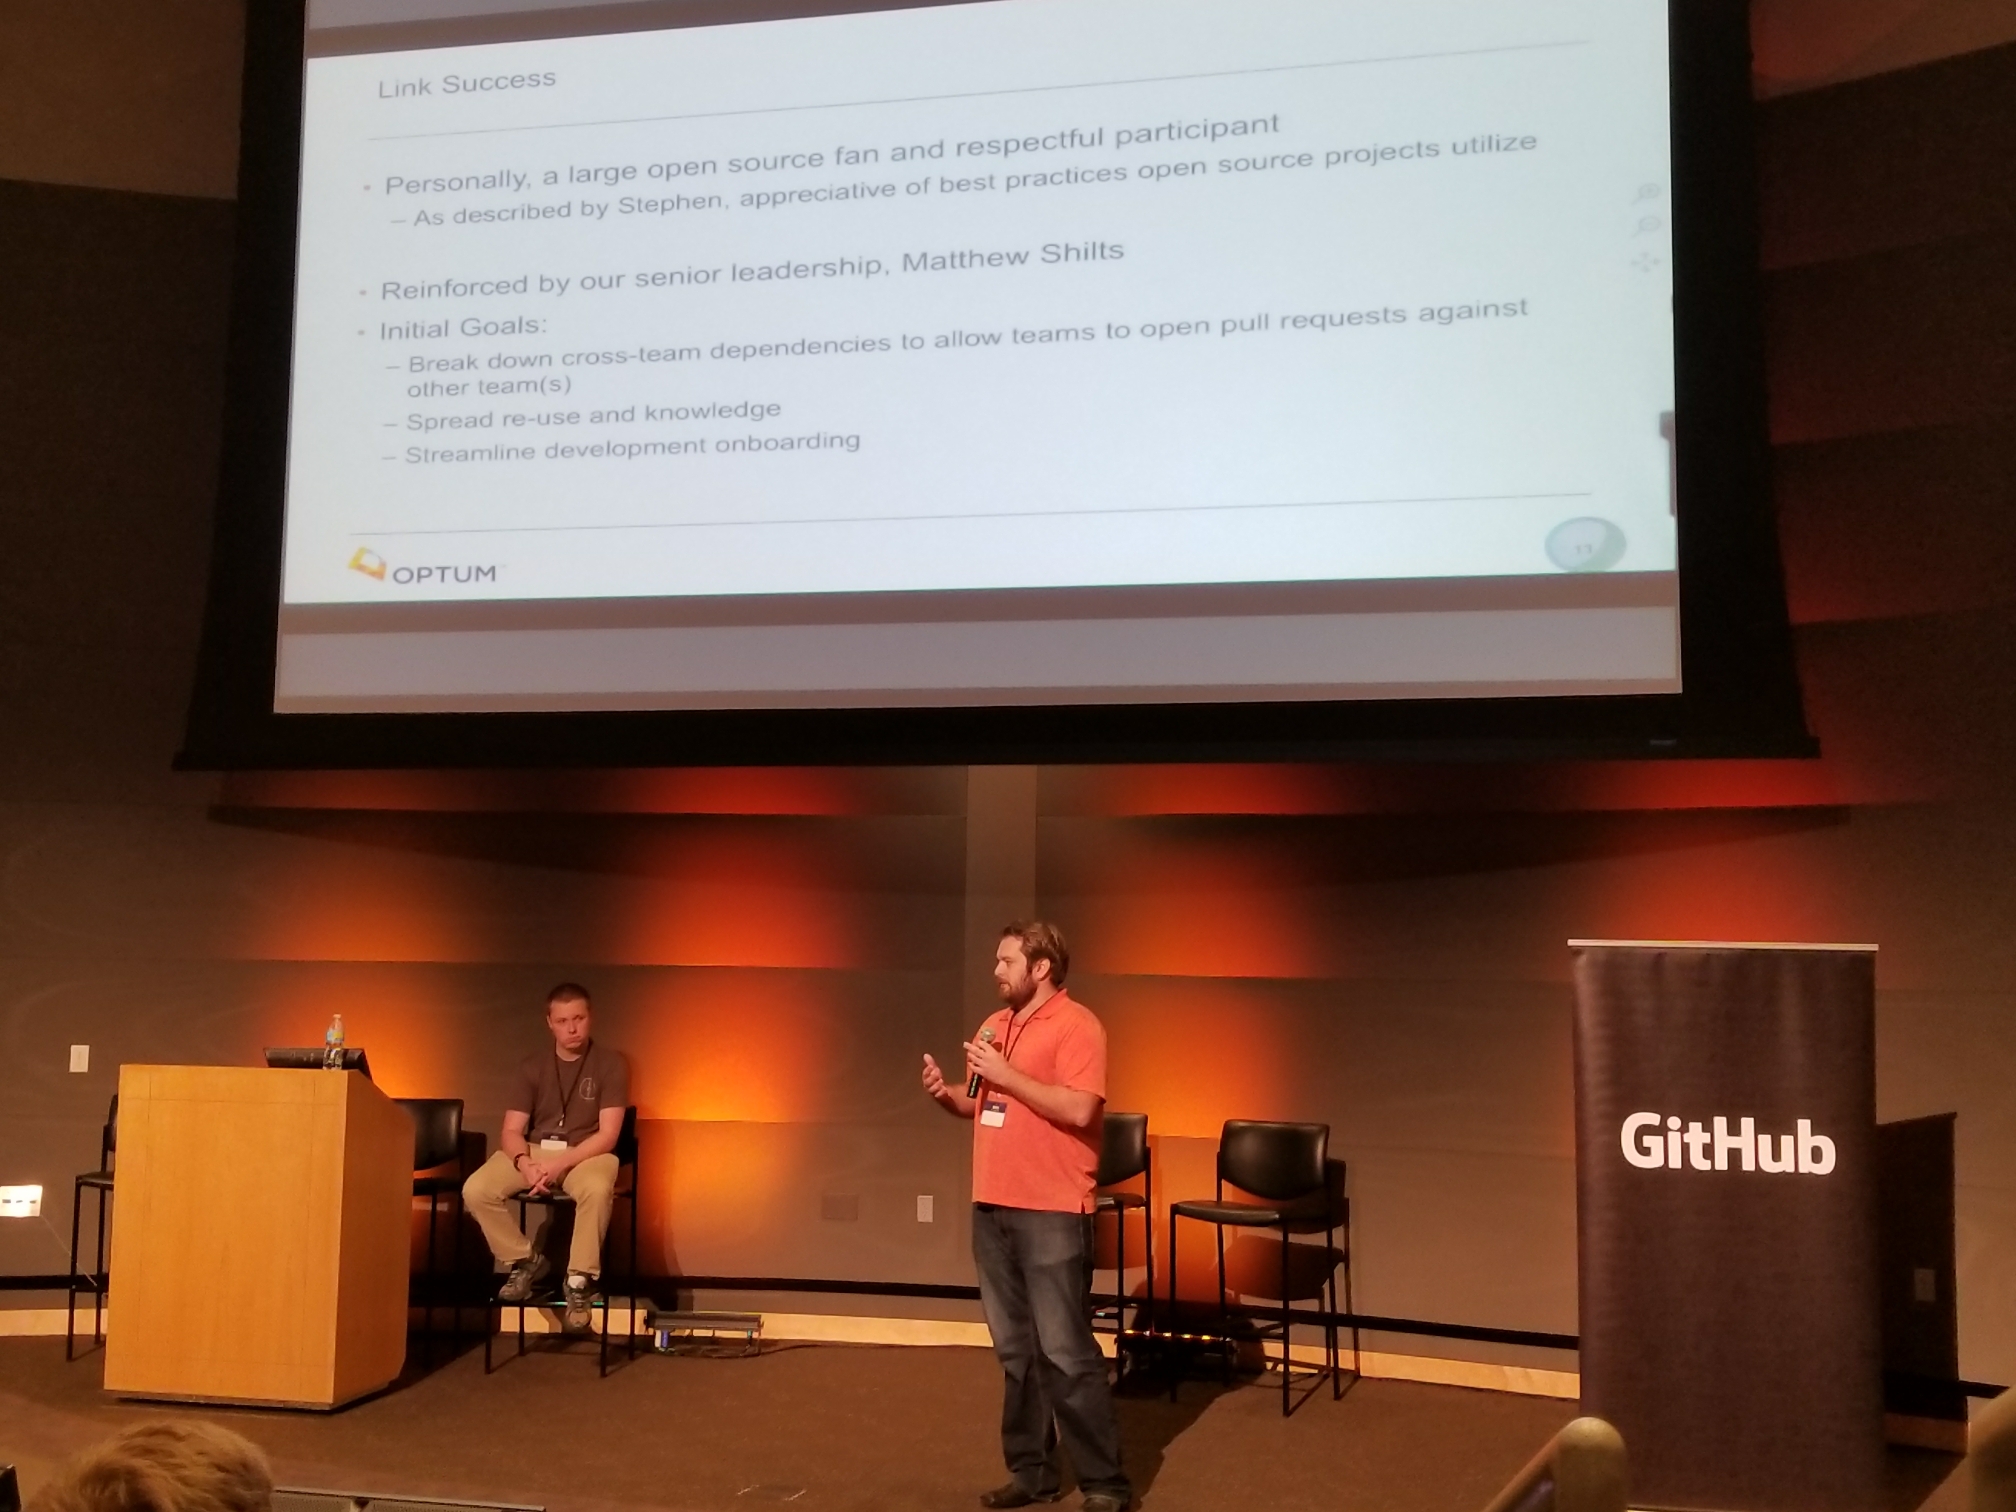 Link Success
• Personally, a large open source fan and respectful participant
– As described by Stephen, appreciative of best practices open source projects utilize
• Reinforced by our senior leadership, Matthew Shilts
• Initial Goals:
– Break down cross-team dependencies to allow teams to open pull requests against
other team(s)
– Spread re-use and knowledge
– Streamline development onboarding
OPTUM
GitHub